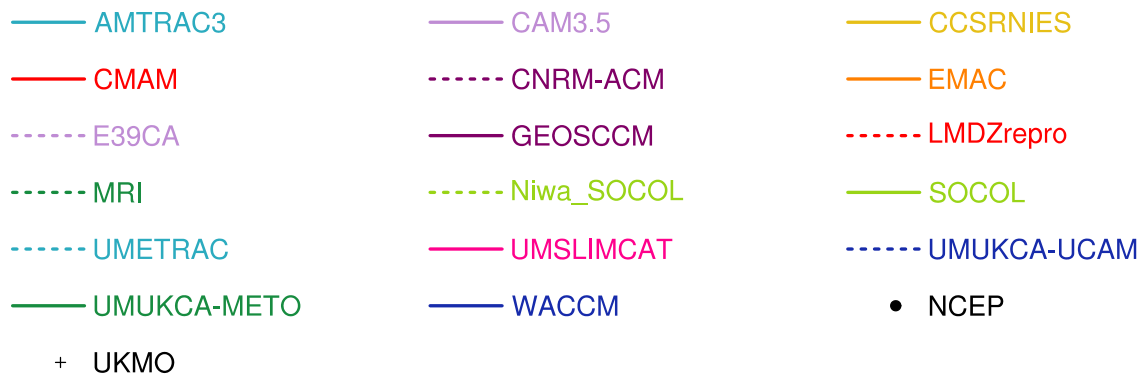 AMTRAC3 CAM3.5 CCSRNIES
CMAM CNRM-ACM EMAC
E39CA GEOSCCM LMDZrepro
MRI Niwa_SOCOL SOCOL
UMETRAC UMSLIMCAT UMUKCA-UCAM
UMUKCA-METO WACCM NCEP
UKMO